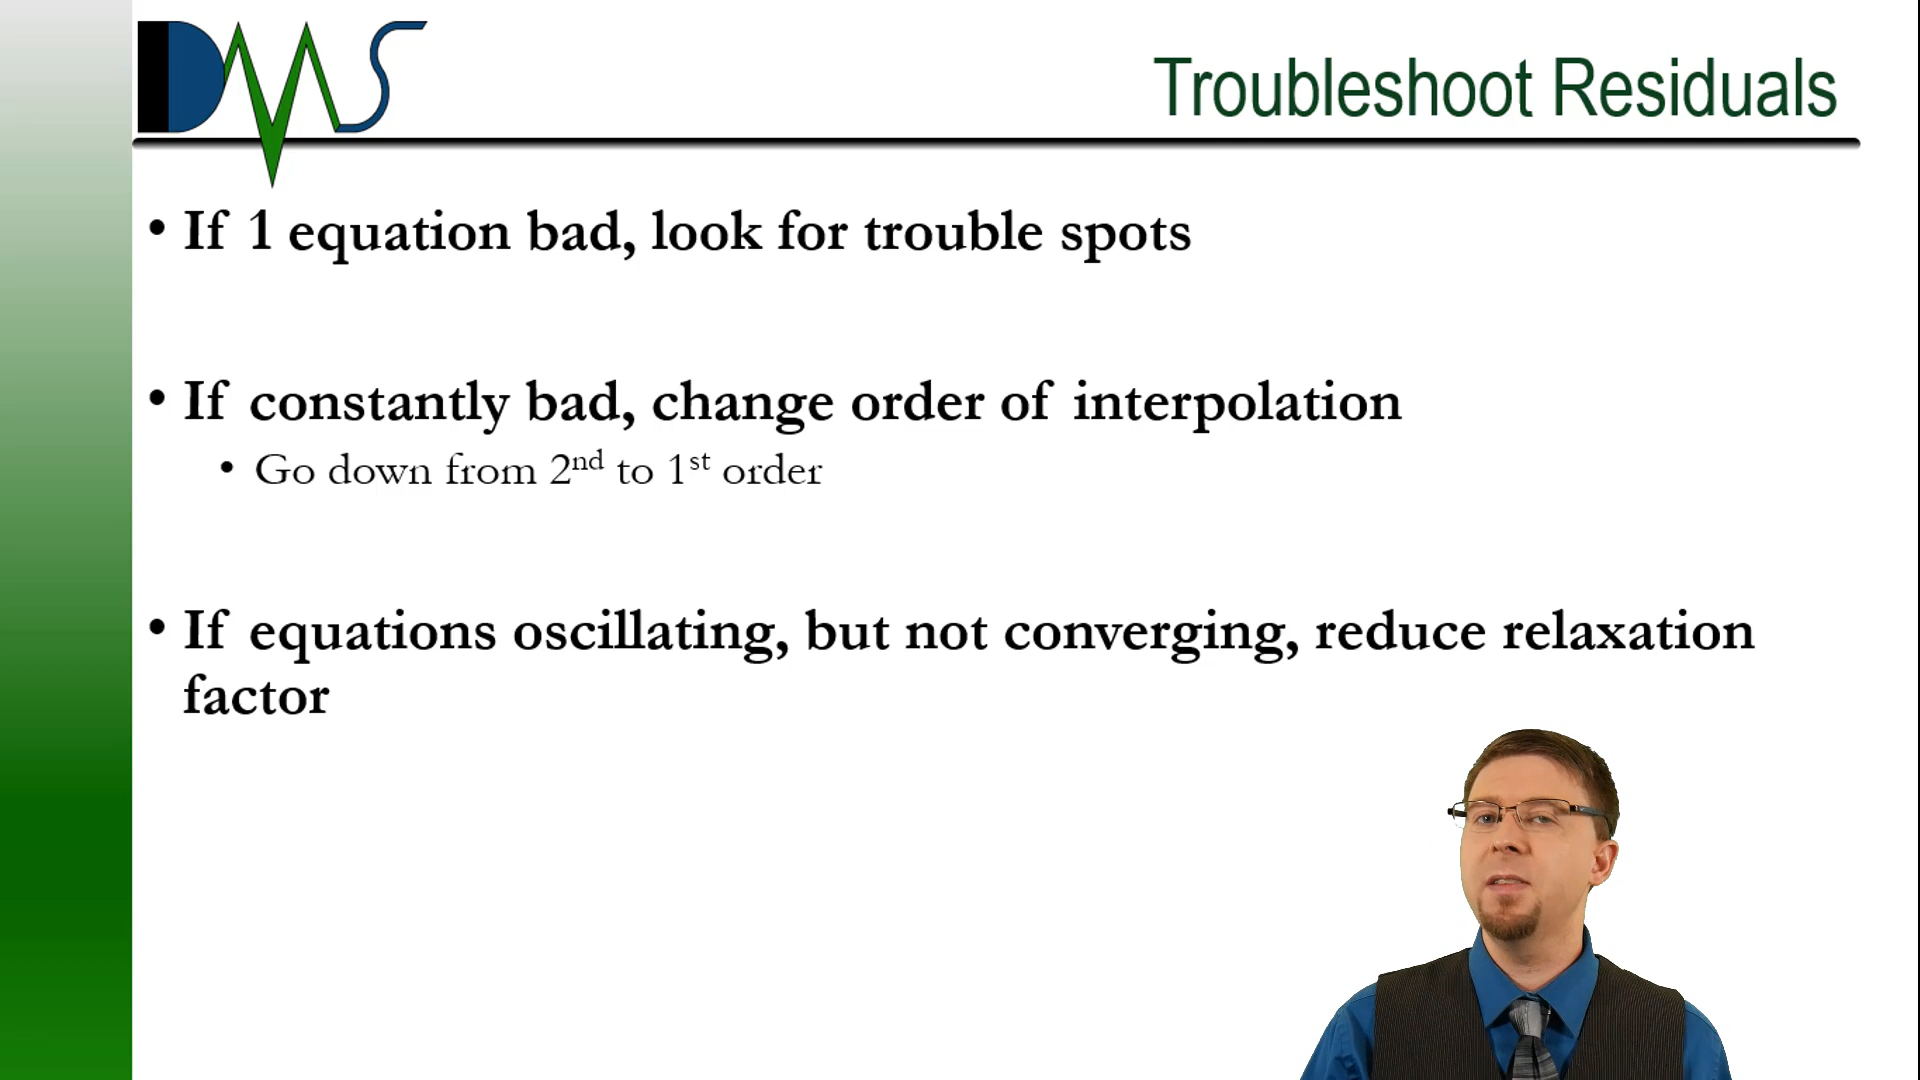 DMS
Troubleshoot Residuals
• If 1 equation bad, look for trouble spots
• If constantly bad, change order of interpolation
• Go down from 2nd to 1st order
• If equations oscillating, but not converging, reduce relaxation
factor